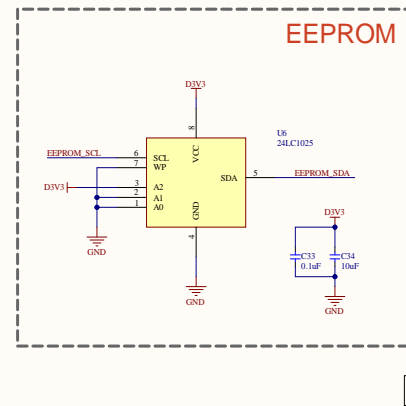 EEPROM
D3V3
8
U6
24LC1025
EEPROM_SCL
6
SCL
VCC
7
WP
SDA
5
EEPROM_SDA
D3V3
3
A2
2
A1
1
A0
GND
4
D3V3
GND
C33
0.1uF
C34
10uF
GND
GND